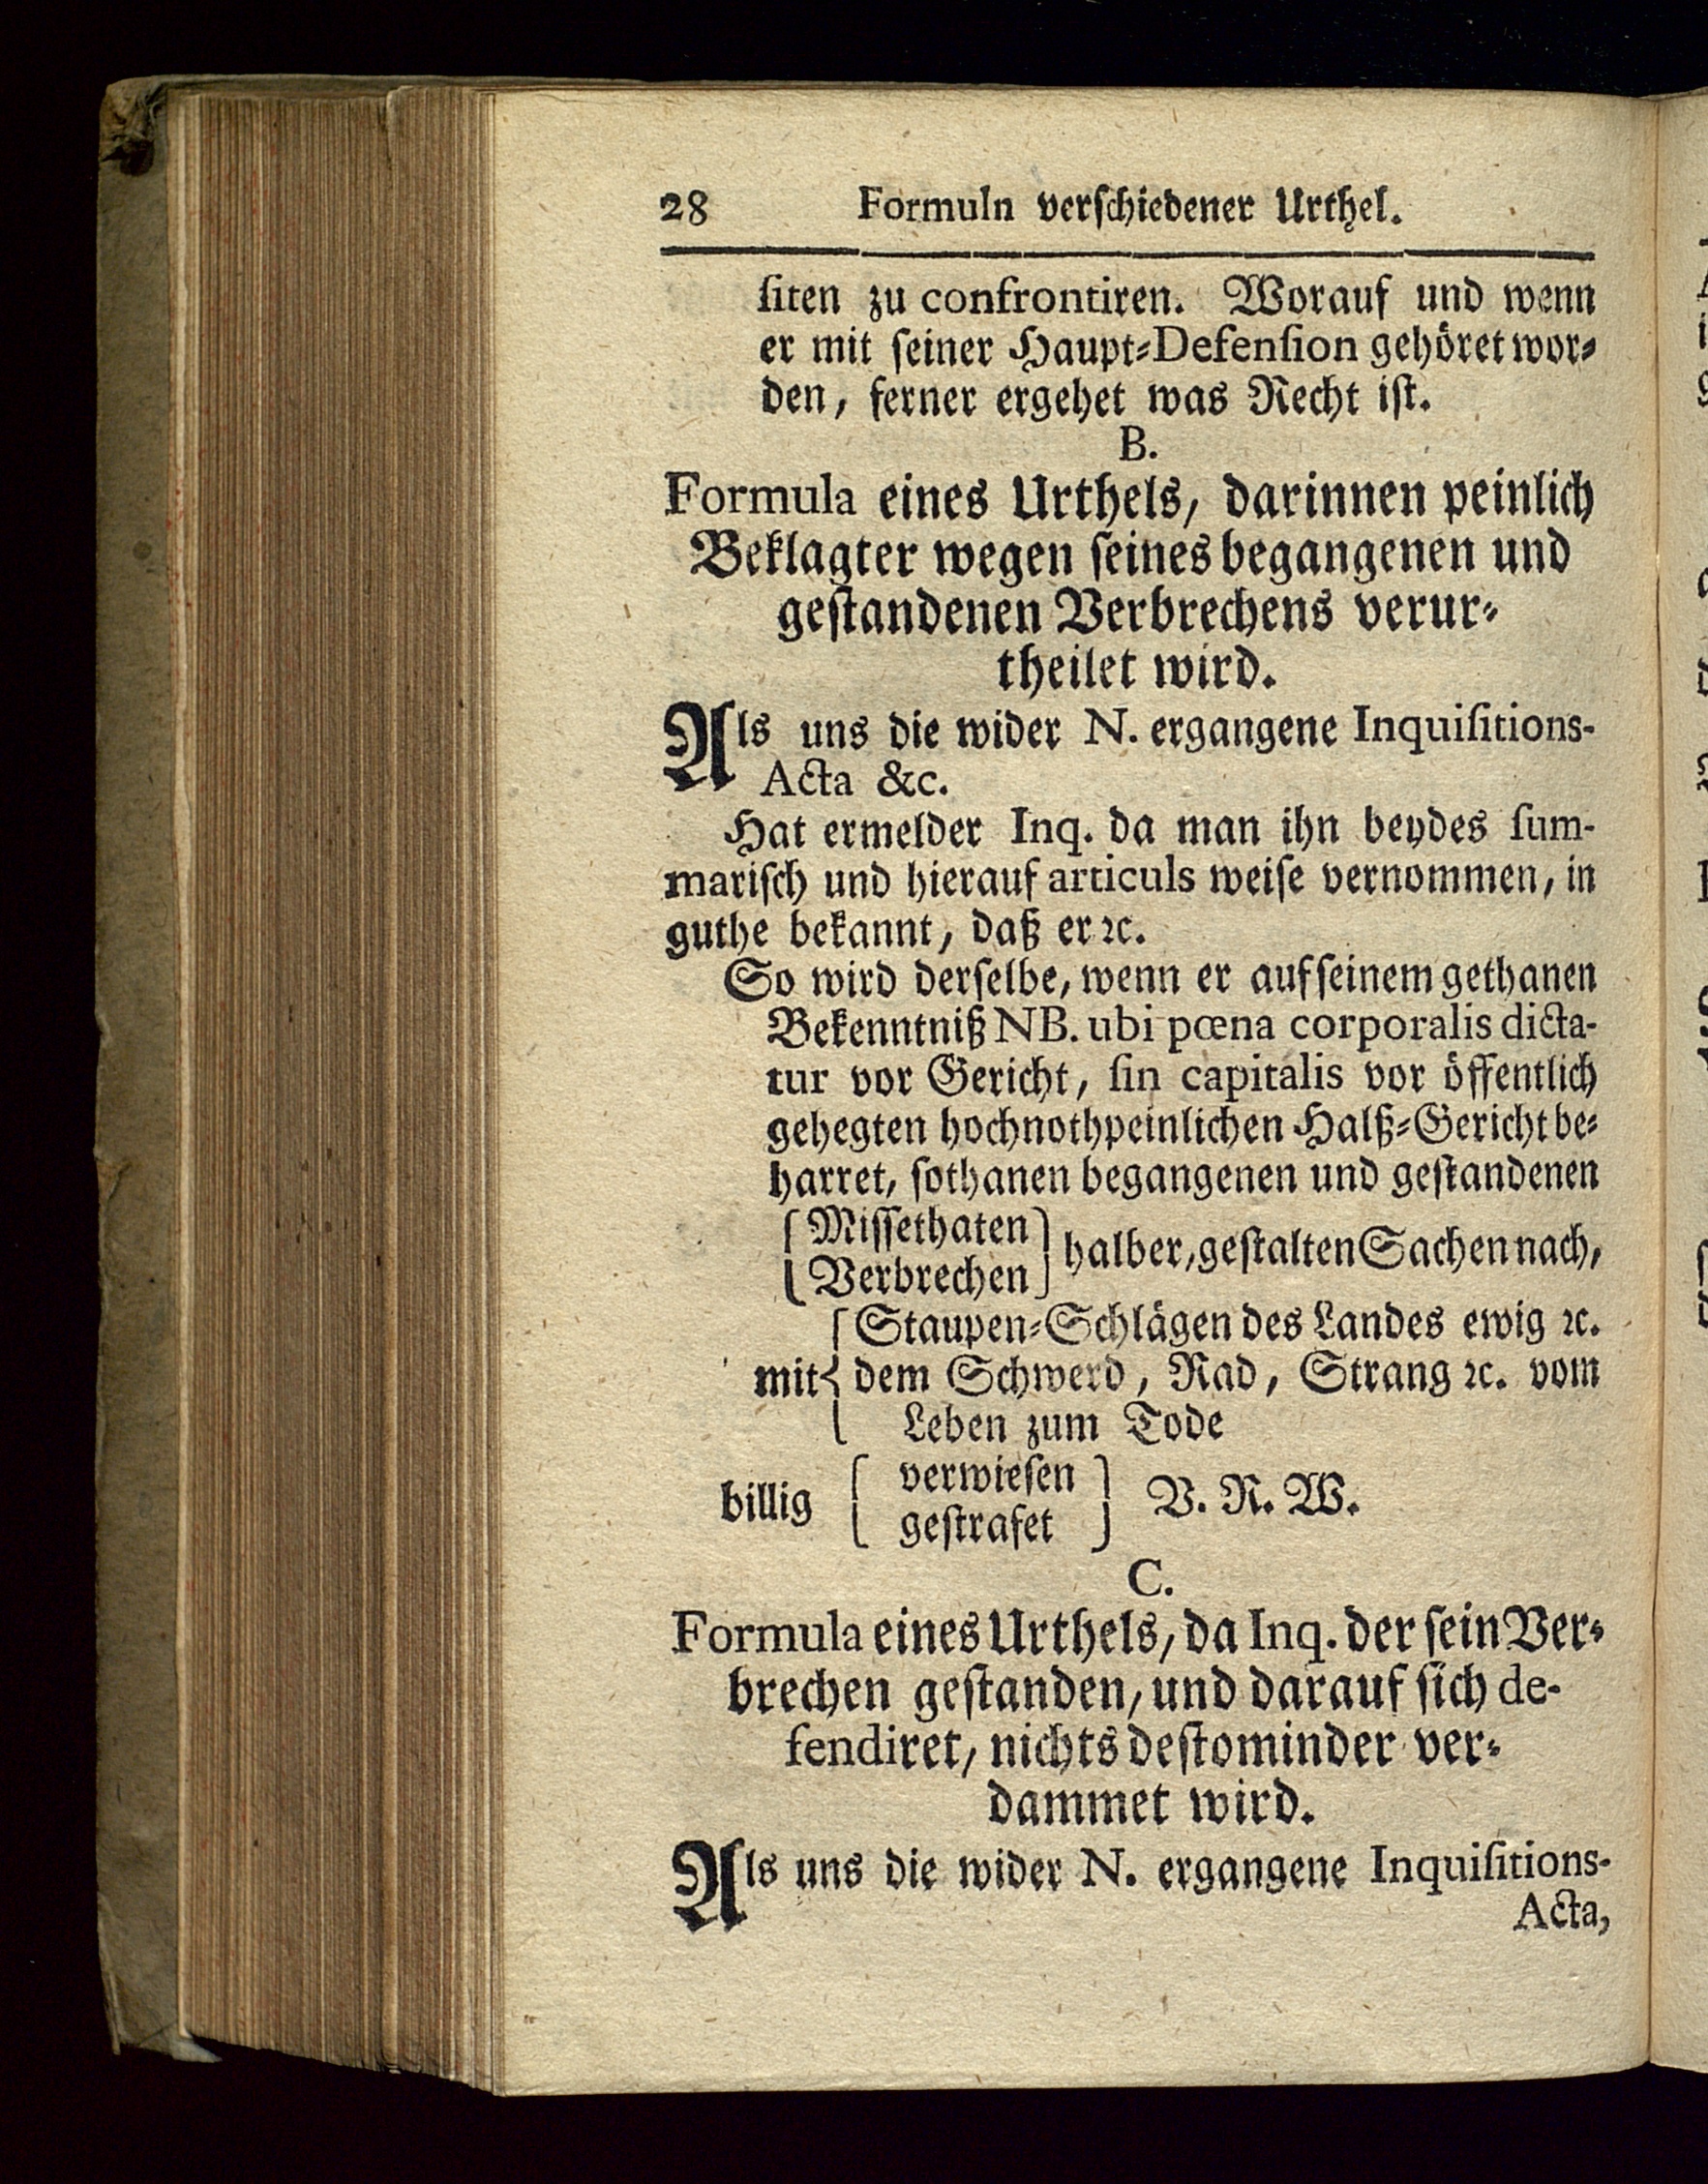 28 Formuln verſchiedener Urthel.
ſiten zu confrontiren. Worauf und wenn
er mit ſeiner Haupt⸗Defenſion gehöret wor⸗
den, ferner ergehet was Recht iſt.
B.
Formula eines Urthels, darinnen peinlich
Beklagter wegen ſeines begangenen und
geſtandenen Verbrechens verur⸗
theilet wird.
Als uns die wider N. ergangene Inquiſitions-
Acta &c.
Hat ermelder Inq. da man ihn beydes ſum-
mariſch und hierauf articuls weiſe vernommen, in
guthe bekannt, daß er ꝛc.
So wird derſelbe, wenn er auf ſeinem gethanen
Bekenntniß NB. ubi pœna corporalis dicta-
tur vor Gericht, ſin capitalis vor öffentlich
gehegten hochnothpeinlichen Halß⸗Gericht be⸗
harret, ſothanen begangenen und geſtandenen
{ Miſſethaten
Verbrechen } halber, geſtalten Sachen nach,
{ Staupen⸗Schlägen des Landes ewig ꝛc.
mit { dem Schwerd, Rad, Strang ꝛc. vom
Leben zum Tode
billig { verwieſen
geſtrafet } V. R. W.
C.
Formula eines Urthels, da Inq. der ſein Ver⸗
brechen geſtanden, und darauf ſich de-
fendiret, nichts deſtominder ver⸗
dammet wird.
Als uns die wider N. ergangene Inquiſitions-
Acta,